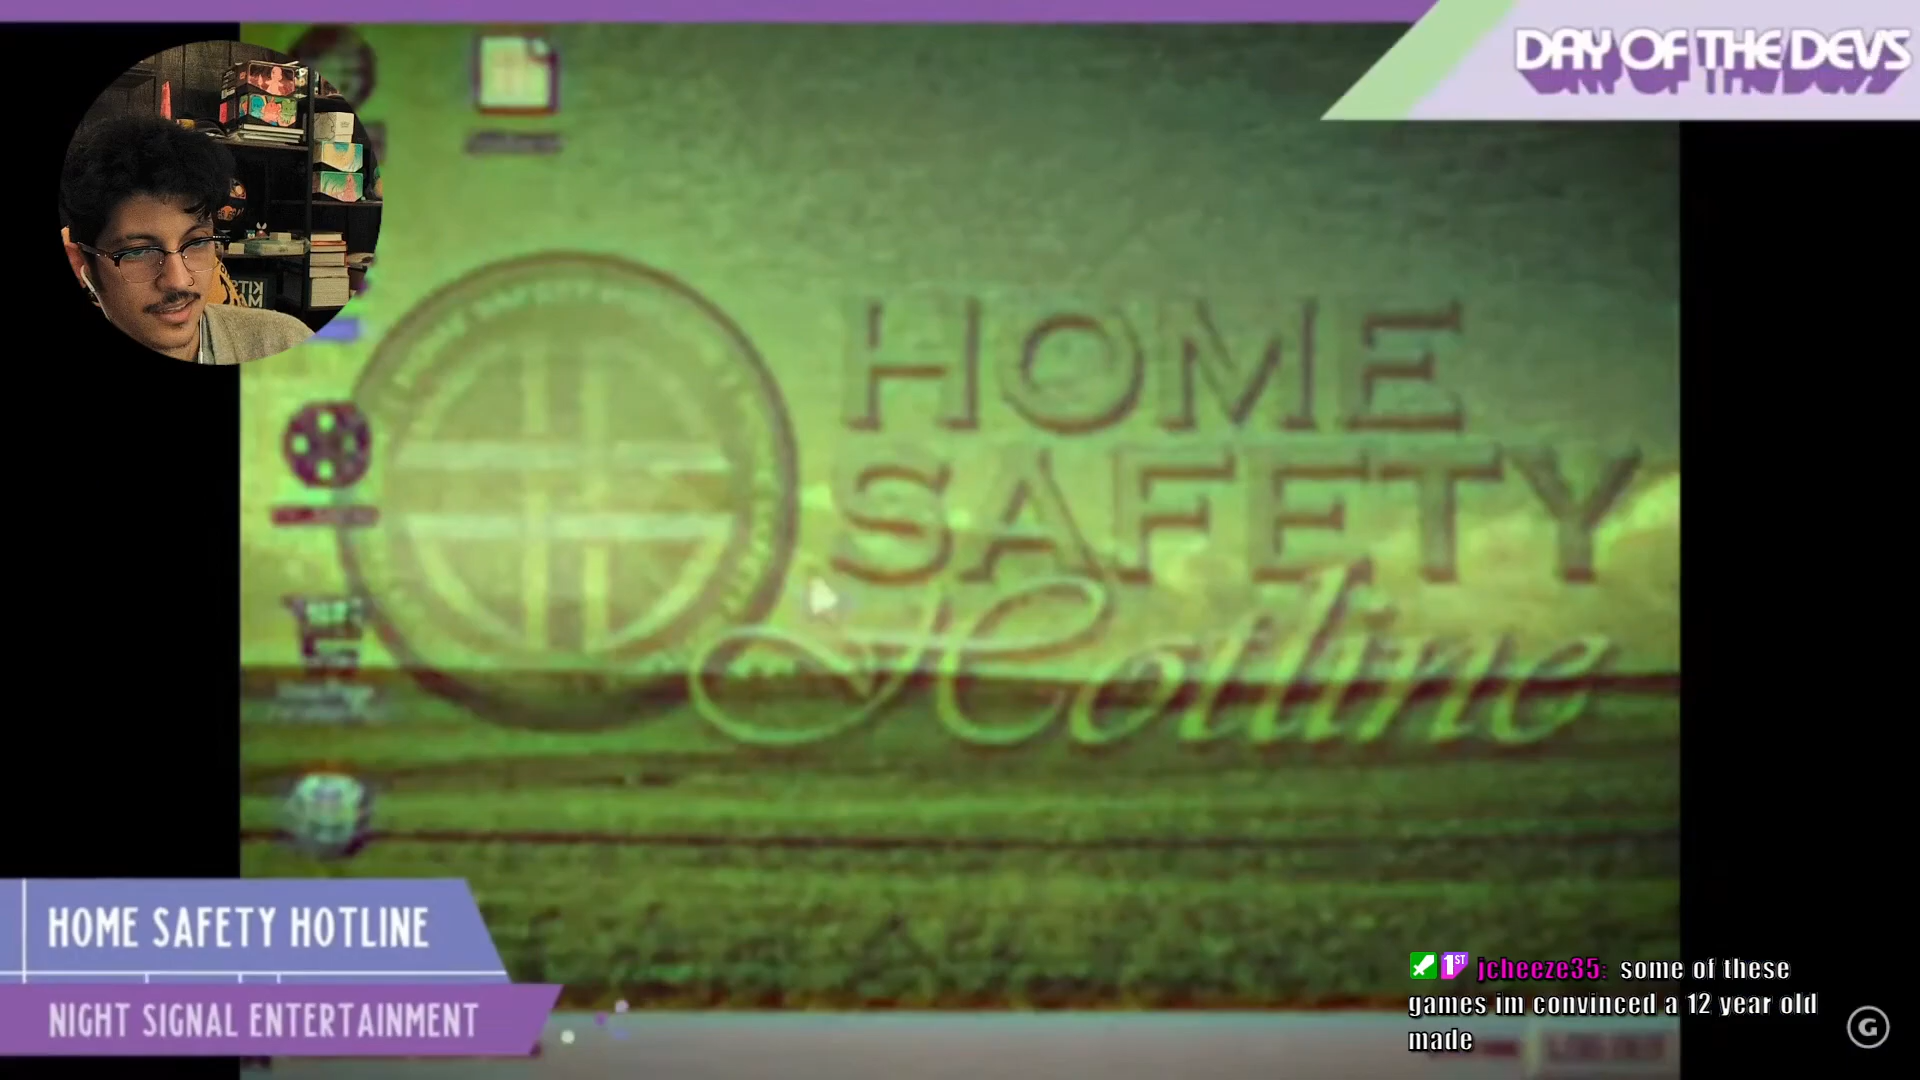 DAY OF THE DEVS
HOME
SAFETY
Hotline
HOME SAFETY HOTLINE
NIGHT SIGNAL ENTERTAINMENT
1ST jcheeze35: some of these
games im convinced a 12 year old
made
G